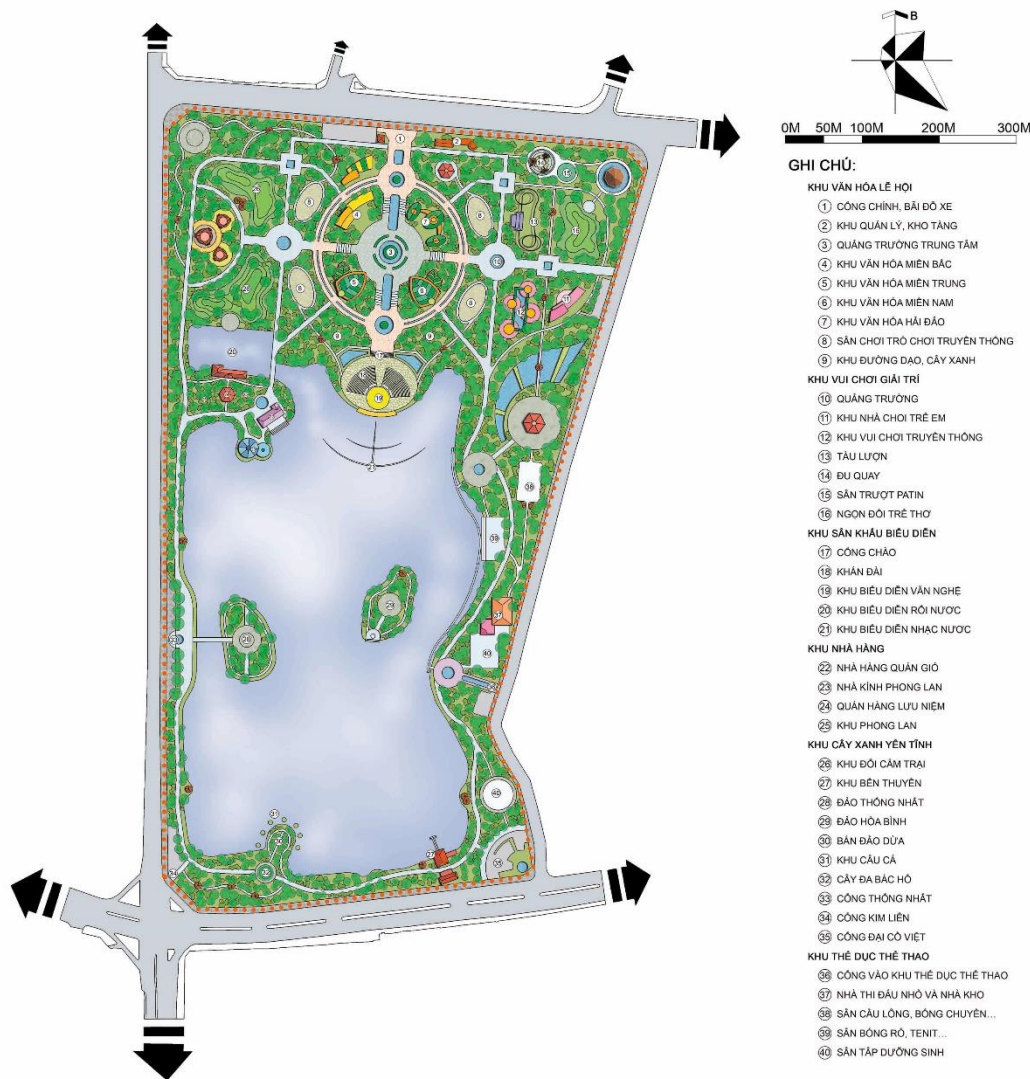 B
0M 50M 100M 200M 300M
GHI CHÚ:
KHU VĂN HÓA LỄ HỘI
1 CỔNG CHÍNH, BÃI ĐỖ XE
2 KHU QUẢN LÝ, KHO TÀNG
3 QUẢNG TRƯỜNG TRUNG TÂM
4 KHU VĂN HÓA MIỀN BẮC
5 KHU VĂN HÓA MIỀN TRUNG
6 KHU VĂN HÓA MIỀN NAM
7 KHU VĂN HÓA HẢI ĐẢO
8 SÂN CHƠI TRÒ CHƠI TRUYỀN THỐNG
9 KHU ĐƯỜNG DẠO, CÂY XANH
KHU VUI CHƠI GIẢI TRÍ
10 QUẢNG TRƯỜNG
11 KHU NHÀ CHƠI TRẺ EM
12 KHU VUI CHƠI TRUYỀN THỐNG
13 TÀU LƯỢN
14 ĐU QUAY
15 SÂN TRƯỢT PATIN
16 NGỌN ĐỒI TRẺ THƠ
KHU SÂN KHẤU BIỂU DIỄN
17 CỔNG CHÀO
18 KHÁN ĐÀI
19 KHU BIỂU DIỄN VĂN NGHỆ
20 KHU BIỂU DIỄN RỐI NƯỚC
21 KHU BIỂU DIỄN NHẠC NƯỚC
KHU NHÀ HÀNG
22 NHÀ HÀNG QUÁN GIÓ
23 NHÀ KÍNH PHONG LAN
24 QUÁN HÀNG LƯU NIỆM
25 KHU PHONG LAN
KHU CÂY XANH YÊN TĨNH
26 KHU ĐỒI CẮM TRẠI
27 KHU BẾN THUYỀN
28 ĐẢO THỐNG NHẤT
29 ĐẢO HÒA BÌNH
30 BÁN ĐẢO DỪA
31 KHU CÂU CÁ
32 CÂY ĐA BÁC HỒ
33 CỔNG THỐNG NHẤT
34 CỔNG KIM LIÊN
35 CỔNG ĐẠI CỒ VIỆT
KHU THỂ DỤC THỂ THAO
36 CỔNG VÀO KHU THỂ DỤC THỂ THAO
37 NHÀ THI ĐẤU NHỎ VÀ NHÀ KHO
38 SÂN CẦU LÔNG, BÓNG CHUYỀN...
39 SÂN BÓNG RỔ, TENIT...
40 SÂN TẬP DƯỠNG SINH